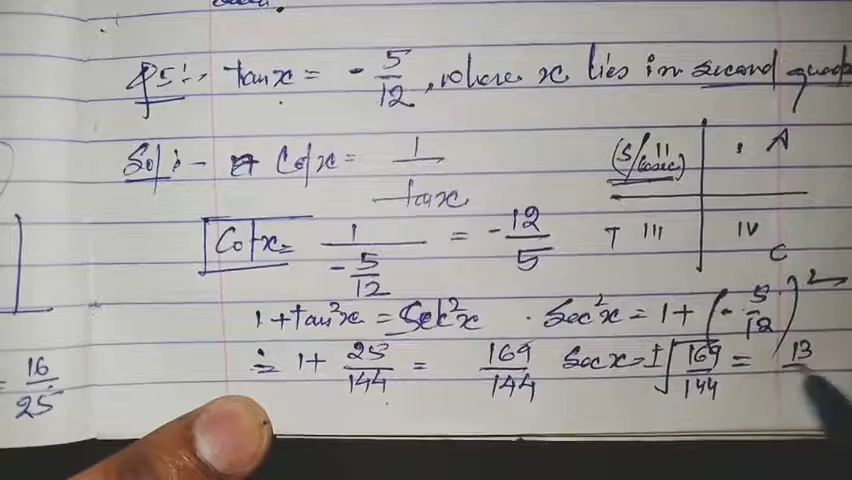 Q5:- tan x = - 5/12, where x lies in second quad
Sol:- Cot x = 1/tan x
(S/cosec) II I A
Cot x = 1/(-5/12) = -12/5
T III IV C
1 + tan²x = Sec²x . Sec²x = 1 + (-5/12)²
= 1 + 25/144 = 169/144 Sec x = ±√169/144 = 13
= 16/25